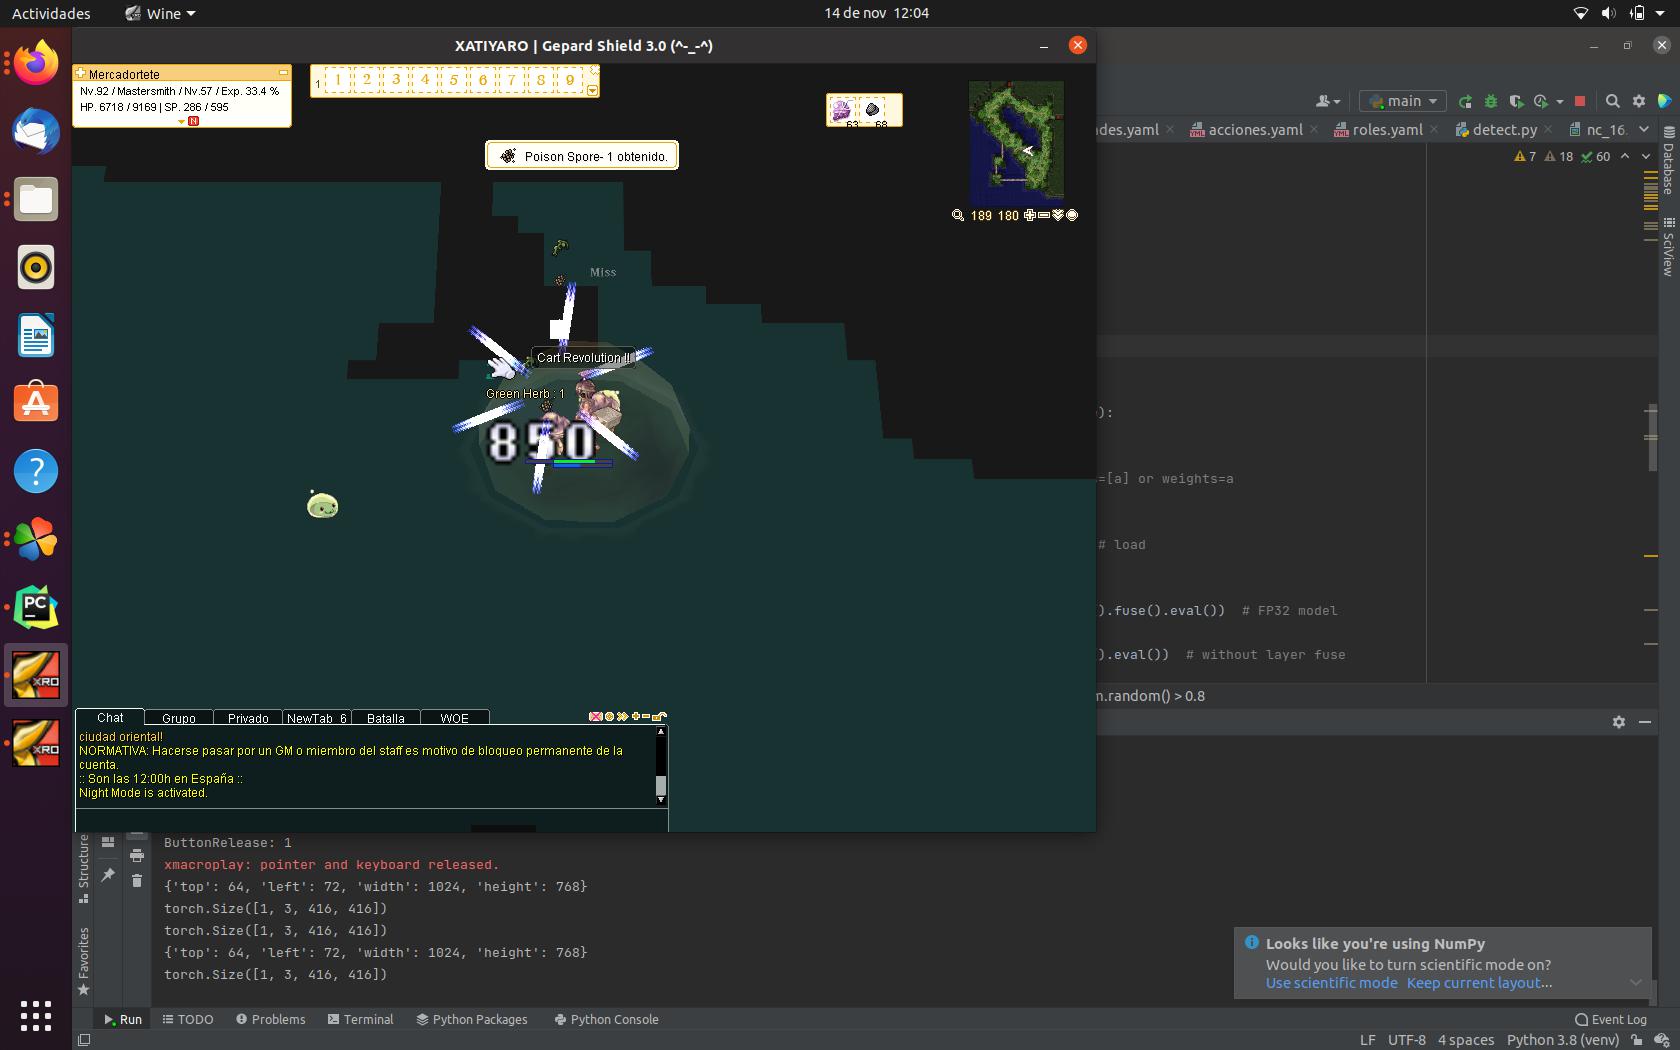 Actividades
Wine
14 de nov 12:04
XATIYARO | Gepard Shield 3.0 (^-_-^)
Mercadortete
Nv.92 / Mastersmith / Nv.57 / Exp. 33.4 %
HP. 6718 / 9169 | SP. 286 / 595
N
1 1 2 3 4 5 6 7 8 9
63 68
Poison Spore- 1 obtenido.
189 180
Miss
Cart Revolution !!
Green Herb : 1
850
Chat
Grupo
Privado
NewTab_6
Batalla
WOE
ciudad oriental!
NORMATIVA: Hacerse pasar por un GM o miembro del staff es motivo de bloqueo permanente de la
cuenta.
:: Son las 12:00h en España ::
Night Mode is activated.
main
des.yaml
acciones.yaml
roles.yaml
detect.py
nc_16.
7 18 60
Database
SciView
):
=[a] or weights=a
# load
).fuse().eval()) # FP32 model
).eval()) # without layer fuse
m.random() > 0.8
PC
XRO
XRO
Structure
Favorites
ButtonRelease: 1
xmacroplay: pointer and keyboard released.
{'top': 64, 'left': 72, 'width': 1024, 'height': 768}
torch.Size([1, 3, 416, 416])
torch.Size([1, 3, 416, 416])
{'top': 64, 'left': 72, 'width': 1024, 'height': 768}
torch.Size([1, 3, 416, 416])
Looks like you're using NumPy
Would you like to turn scientific mode on?
Use scientific mode Keep current layout...
Run
TODO
Problems
Terminal
Python Packages
Python Console
Event Log
LF UTF-8 4 spaces Python 3.8 (venv)